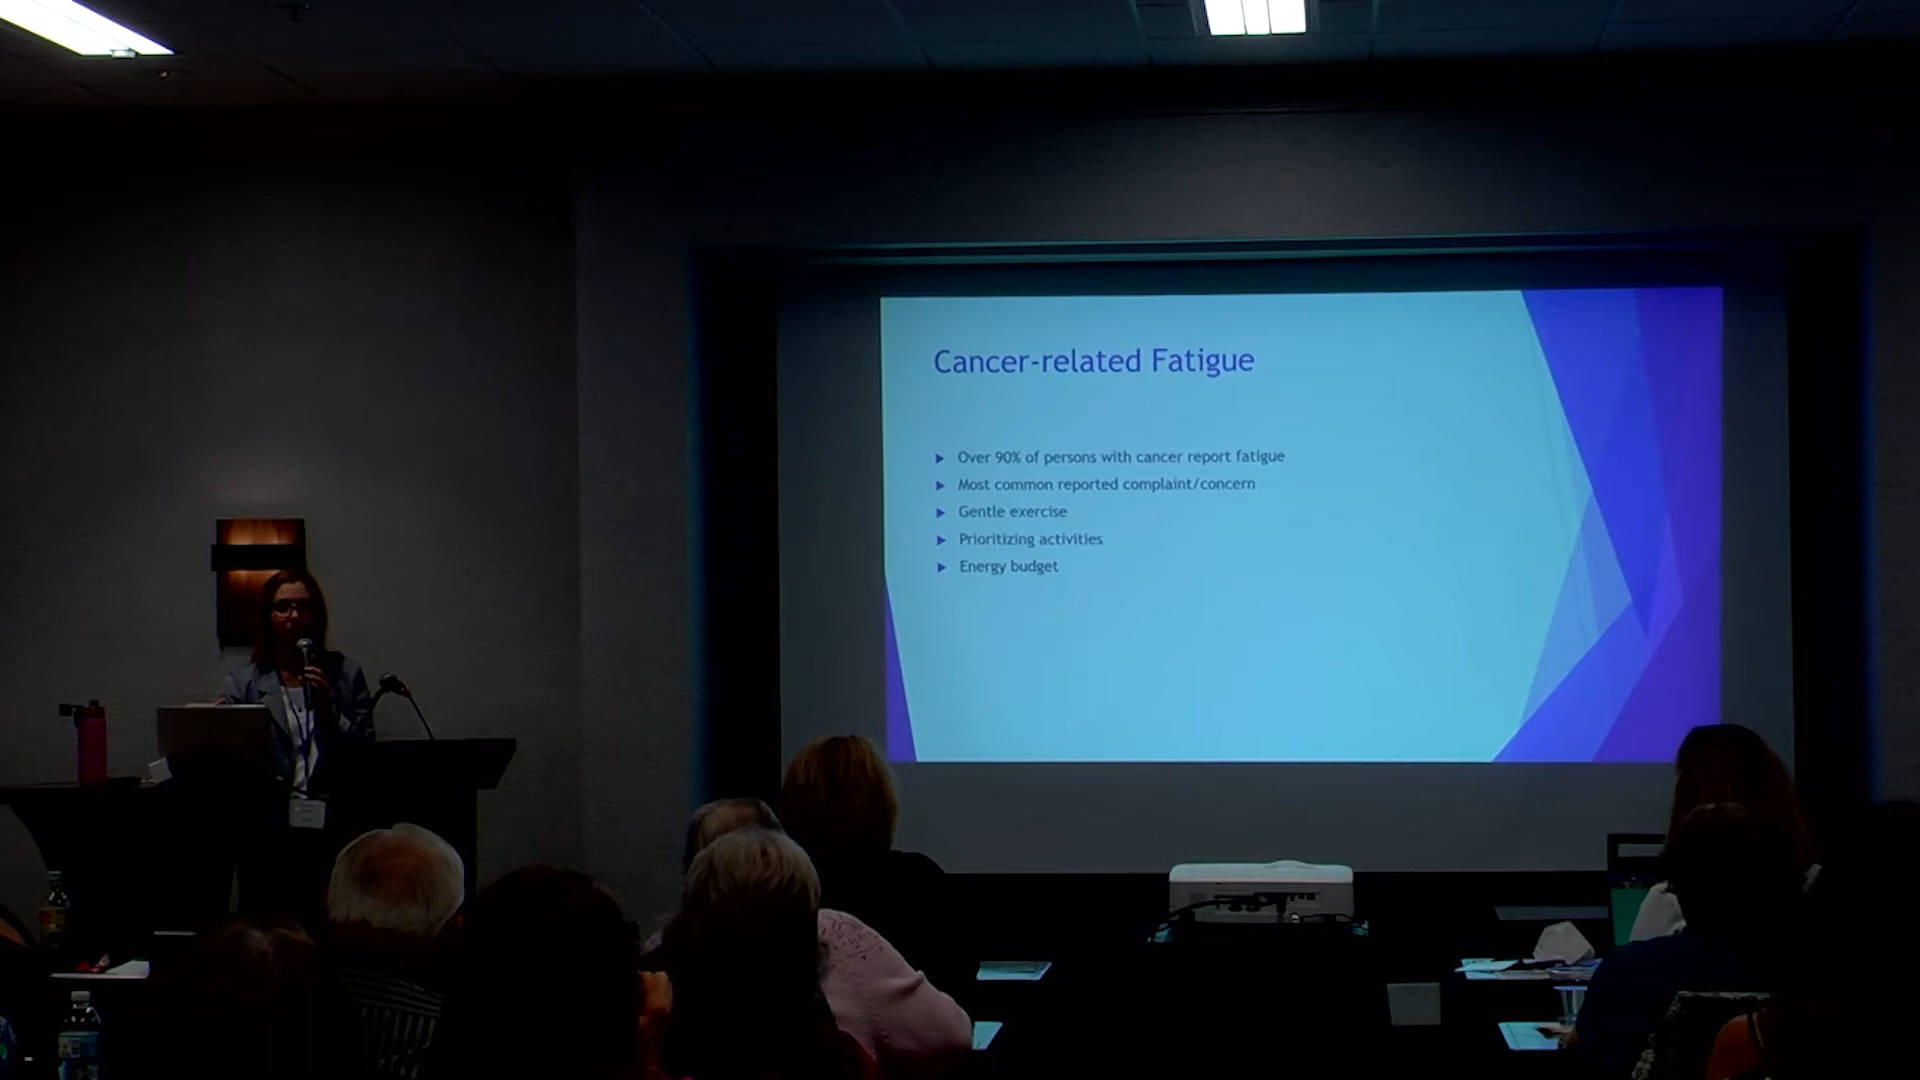 Cancer-related Fatigue
Over 90% of persons with cancer report fatigue
Most common reported complaint/concern
Gentle exercise
Prioritizing activities
Energy budget